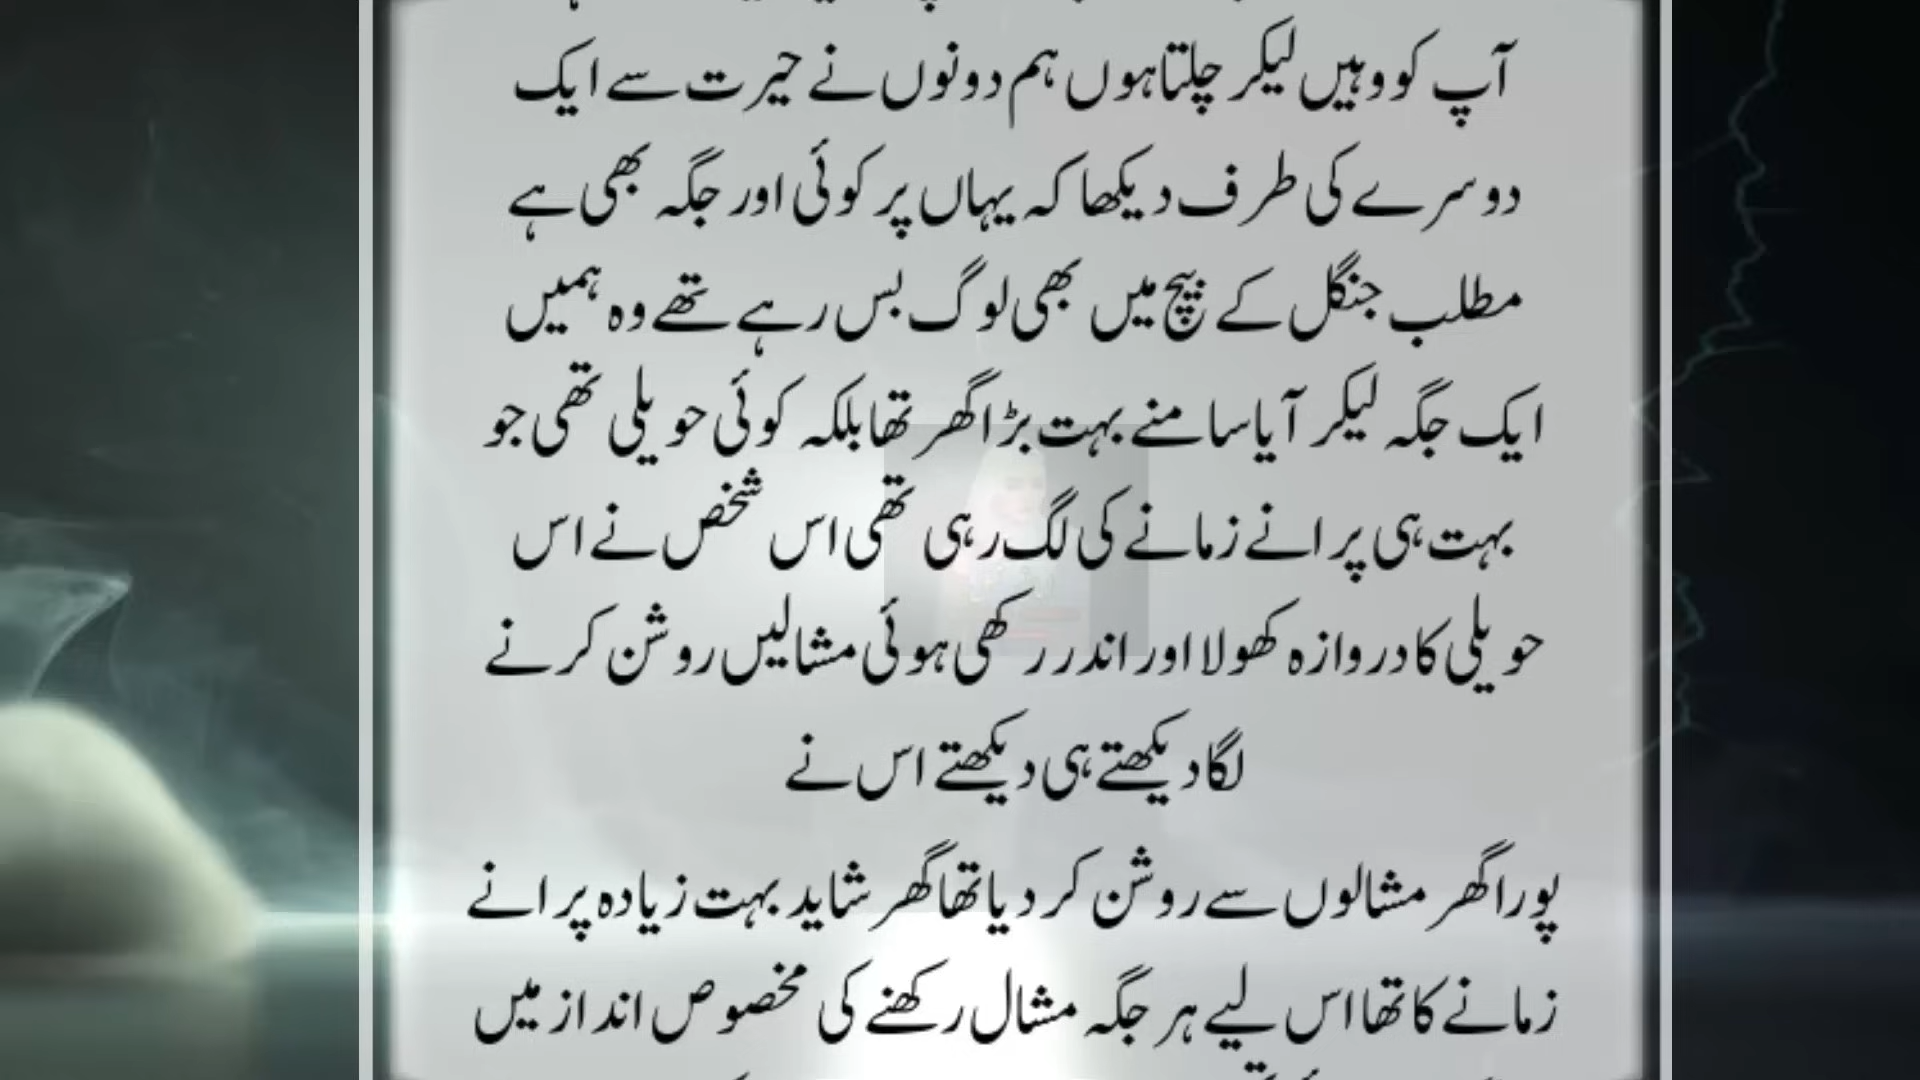 آپ کو وہیں لیکر چلتا ہوں ہم دونوں نے حیرت سے ایک
دوسرے کی طرف دیکھا کہ یہاں پر کوئی اور جگہ بھی ہے
مطلب جنگل کے بیچ میں بھی لوگ بس رہے تھے وہ ہمیں
ایک جگہ لیکر آیا سامنے بہت بڑا گھر تھا بلکہ کوئی حویلی تھی جو
بہت ہی پرانے زمانے کی لگ رہی تھی اس شخص نے اس
حویلی کا دروازہ کھولا اور اندر رکھی ہوئی مشالیں روشن کرنے
لگا دیکھتے ہی دیکھتے اس نے
پورا گھر مشالوں سے روشن کر دیا تھا گھر شاید بہت زیادہ پرانے
زمانے کا تھا اس لیے ہر جگہ مشال رکھنے کی مخصوص انداز میں